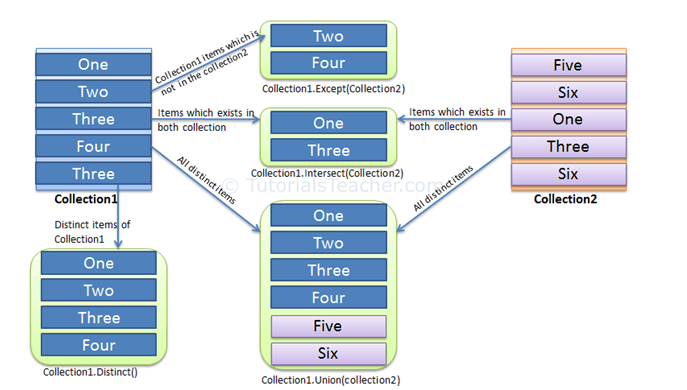 One
Two
Three
Four
Three
Collection1
Collection1 items which is
not in the collection2
Two
Four
Collection1.Except(Collection2)
Items which exists in
both collection
One
Three
Collection1.Intersect(Collection2)
Items which exists in
both collection
Five
Six
One
Three
Six
Collection2
© TutorialsTeacher.com
All distinct items
All distinct items
One
Two
Three
Four
Five
Six
Collection1.Union(collection2)
Distinct items of
Collection1
One
Two
Three
Four
Collection1.Distinct()